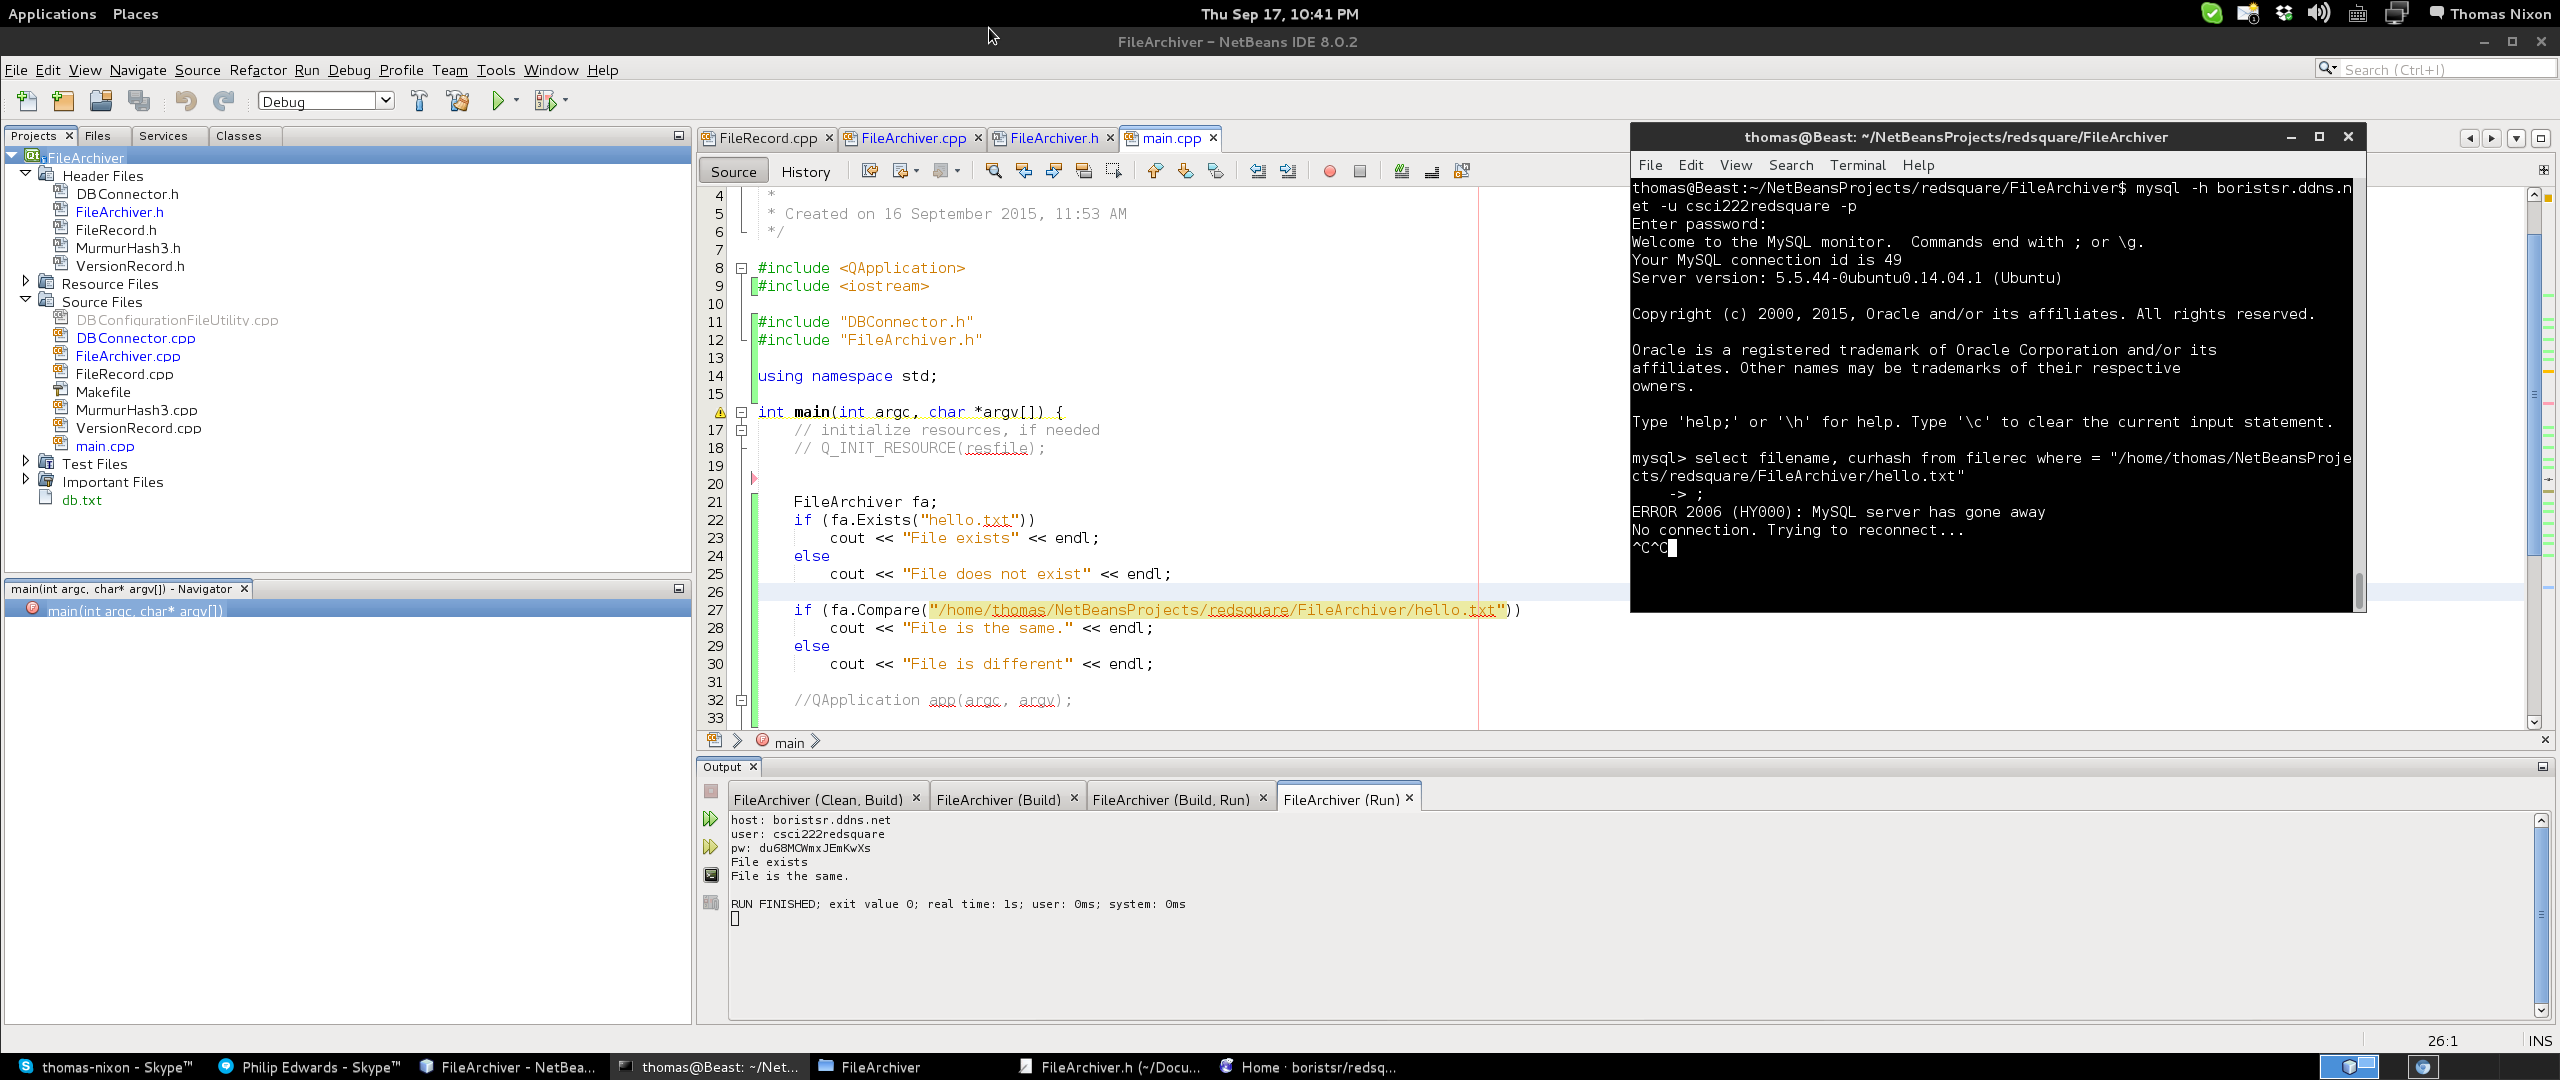 Applications Places
Thu Sep 17, 10:41 PM
Thomas Nixon
FileArchiver - NetBeans IDE 8.0.2
File Edit View Navigate Source Refactor Run Debug Profile Team Tools Window Help
Search (Ctrl+I)
Debug
Projects Files Services Classes
FileArchiver
Header Files
DBConnector.h
FileArchiver.h
FileRecord.h
MurmurHash3.h
VersionRecord.h
Resource Files
Source Files
DBConfigurationFileUtility.cpp
DBConnector.cpp
FileArchiver.cpp
FileRecord.cpp
Makefile
MurmurHash3.cpp
VersionRecord.cpp
main.cpp
Test Files
Important Files
db.txt
main(int argc, char* argv[]) - Navigator
main(int argc, char* argv[])
FileRecord.cpp FileArchiver.cpp FileArchiver.h main.cpp
Source History
4 *
5 * Created on 16 September 2015, 11:53 AM
6 */
7
8 #include <QApplication>
9 #include <iostream>
10
11 #include "DBConnector.h"
12 #include "FileArchiver.h"
13
14 using namespace std;
15
int main(int argc, char *argv[]) {
17 // initialize resources, if needed
18 // Q_INIT_RESOURCE(resfile);
19
20
21 FileArchiver fa;
22 if (fa.Exists("hello.txt"))
23 cout << "File exists" << endl;
24 else
25 cout << "File does not exist" << endl;
26
27 if (fa.Compare("/home/thomas/NetBeansProjects/redsquare/FileArchiver/hello.txt"))
28 cout << "File is the same." << endl;
29 else
30 cout << "File is different" << endl;
31
32 //QApplication app(argc, argv);
33
main
thomas@Beast: ~/NetBeansProjects/redsquare/FileArchiver
File Edit View Search Terminal Help
thomas@Beast:~/NetBeansProjects/redsquare/FileArchiver$ mysql -h boristsr.ddns.n
et -u csci222redsquare -p
Enter password:
Welcome to the MySQL monitor.  Commands end with ; or \g.
Your MySQL connection id is 49
Server version: 5.5.44-0ubuntu0.14.04.1 (Ubuntu)
Copyright (c) 2000, 2015, Oracle and/or its affiliates. All rights reserved.
Oracle is a registered trademark of Oracle Corporation and/or its
affiliates. Other names may be trademarks of their respective
owners.
Type 'help;' or '\h' for help. Type '\c' to clear the current input statement.
mysql> select filename, curhash from filerec where = "/home/thomas/NetBeansProje
cts/redsquare/FileArchiver/hello.txt"
-> ;
ERROR 2006 (HY000): MySQL server has gone away
No connection. Trying to reconnect...
^C^C
Output
FileArchiver (Clean, Build) FileArchiver (Build) FileArchiver (Build, Run) FileArchiver (Run)
host: boristsr.ddns.net
user: csci222redsquare
pw: du68MCWmxJEmKwXs
File exists
File is the same.
RUN FINISHED; exit value 0; real time: 1s; user: 0ms; system: 0ms
26:1 INS
thomas-nixon - Skype™ Philip Edwards - Skype™ FileArchiver - NetBea... thomas@Beast: ~/Net... FileArchiver FileArchiver.h (~/Docu... Home · boristsr/redsq...